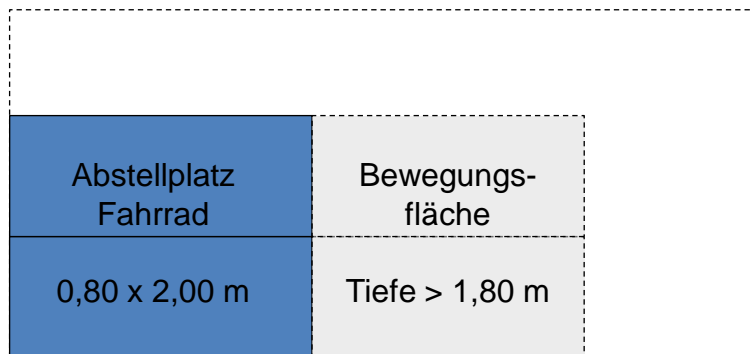 Abstellplatz
Fahrrad
Bewegungs-
fläche
0,80 x 2,00 m
Tiefe > 1,80 m